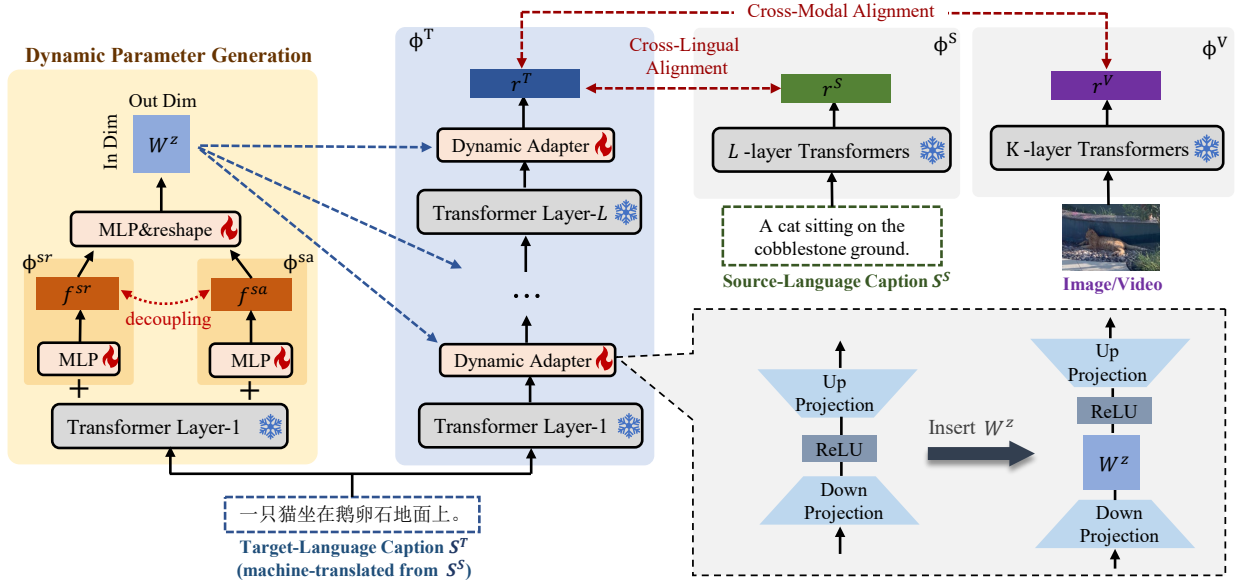 Dynamic Parameter Generation
Out Dim
In Dim
W^z
MLP&reshape
ϕ^sr
ϕ^sa
f^sr
f^sa
decoupling
MLP
MLP
+
+
Transformer Layer-1
一只猫坐在鹅卵石地面上。
Target-Language Caption S^T
(machine-translated from S^S)
ϕ^T
r^T
Dynamic Adapter
Transformer Layer-L
...
Dynamic Adapter
Transformer Layer-1
Cross-Modal Alignment
Cross-Lingual
Alignment
ϕ^S
r^S
L -layer Transformers
A cat sitting on the
cobblestone ground.
Source-Language Caption S^S
ϕ^V
r^V
K -layer Transformers
Image/Video
Up
Projection
ReLU
Down
Projection
Insert W^z
Up
Projection
ReLU
W^z
Down
Projection